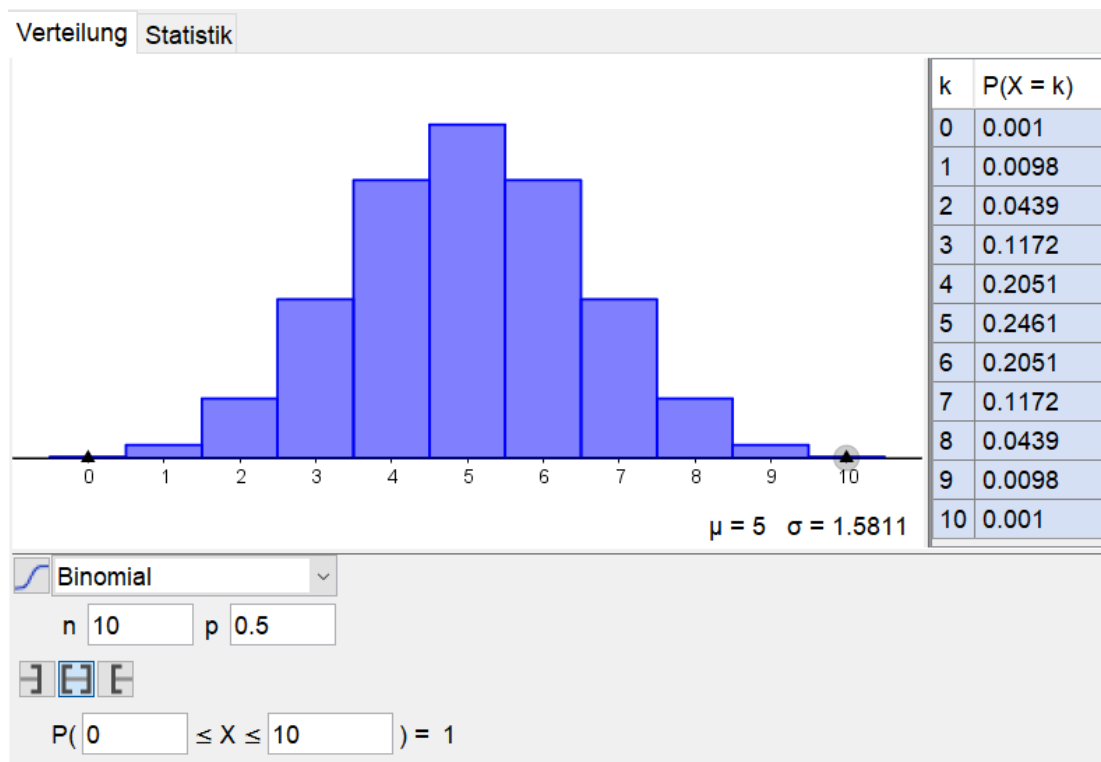 Verteilung Statistik
k P(X = k)
0 0.001
1 0.0098
2 0.0439
3 0.1172
4 0.2051
5 0.2461
6 0.2051
7 0.1172
8 0.0439
9 0.0098
10 0.001
0 1 2 3 4 5 6 7 8 9 10
μ = 5 σ = 1.5811
Binomial
n 10 p 0.5
P( 0 ≤ X ≤ 10 ) = 1